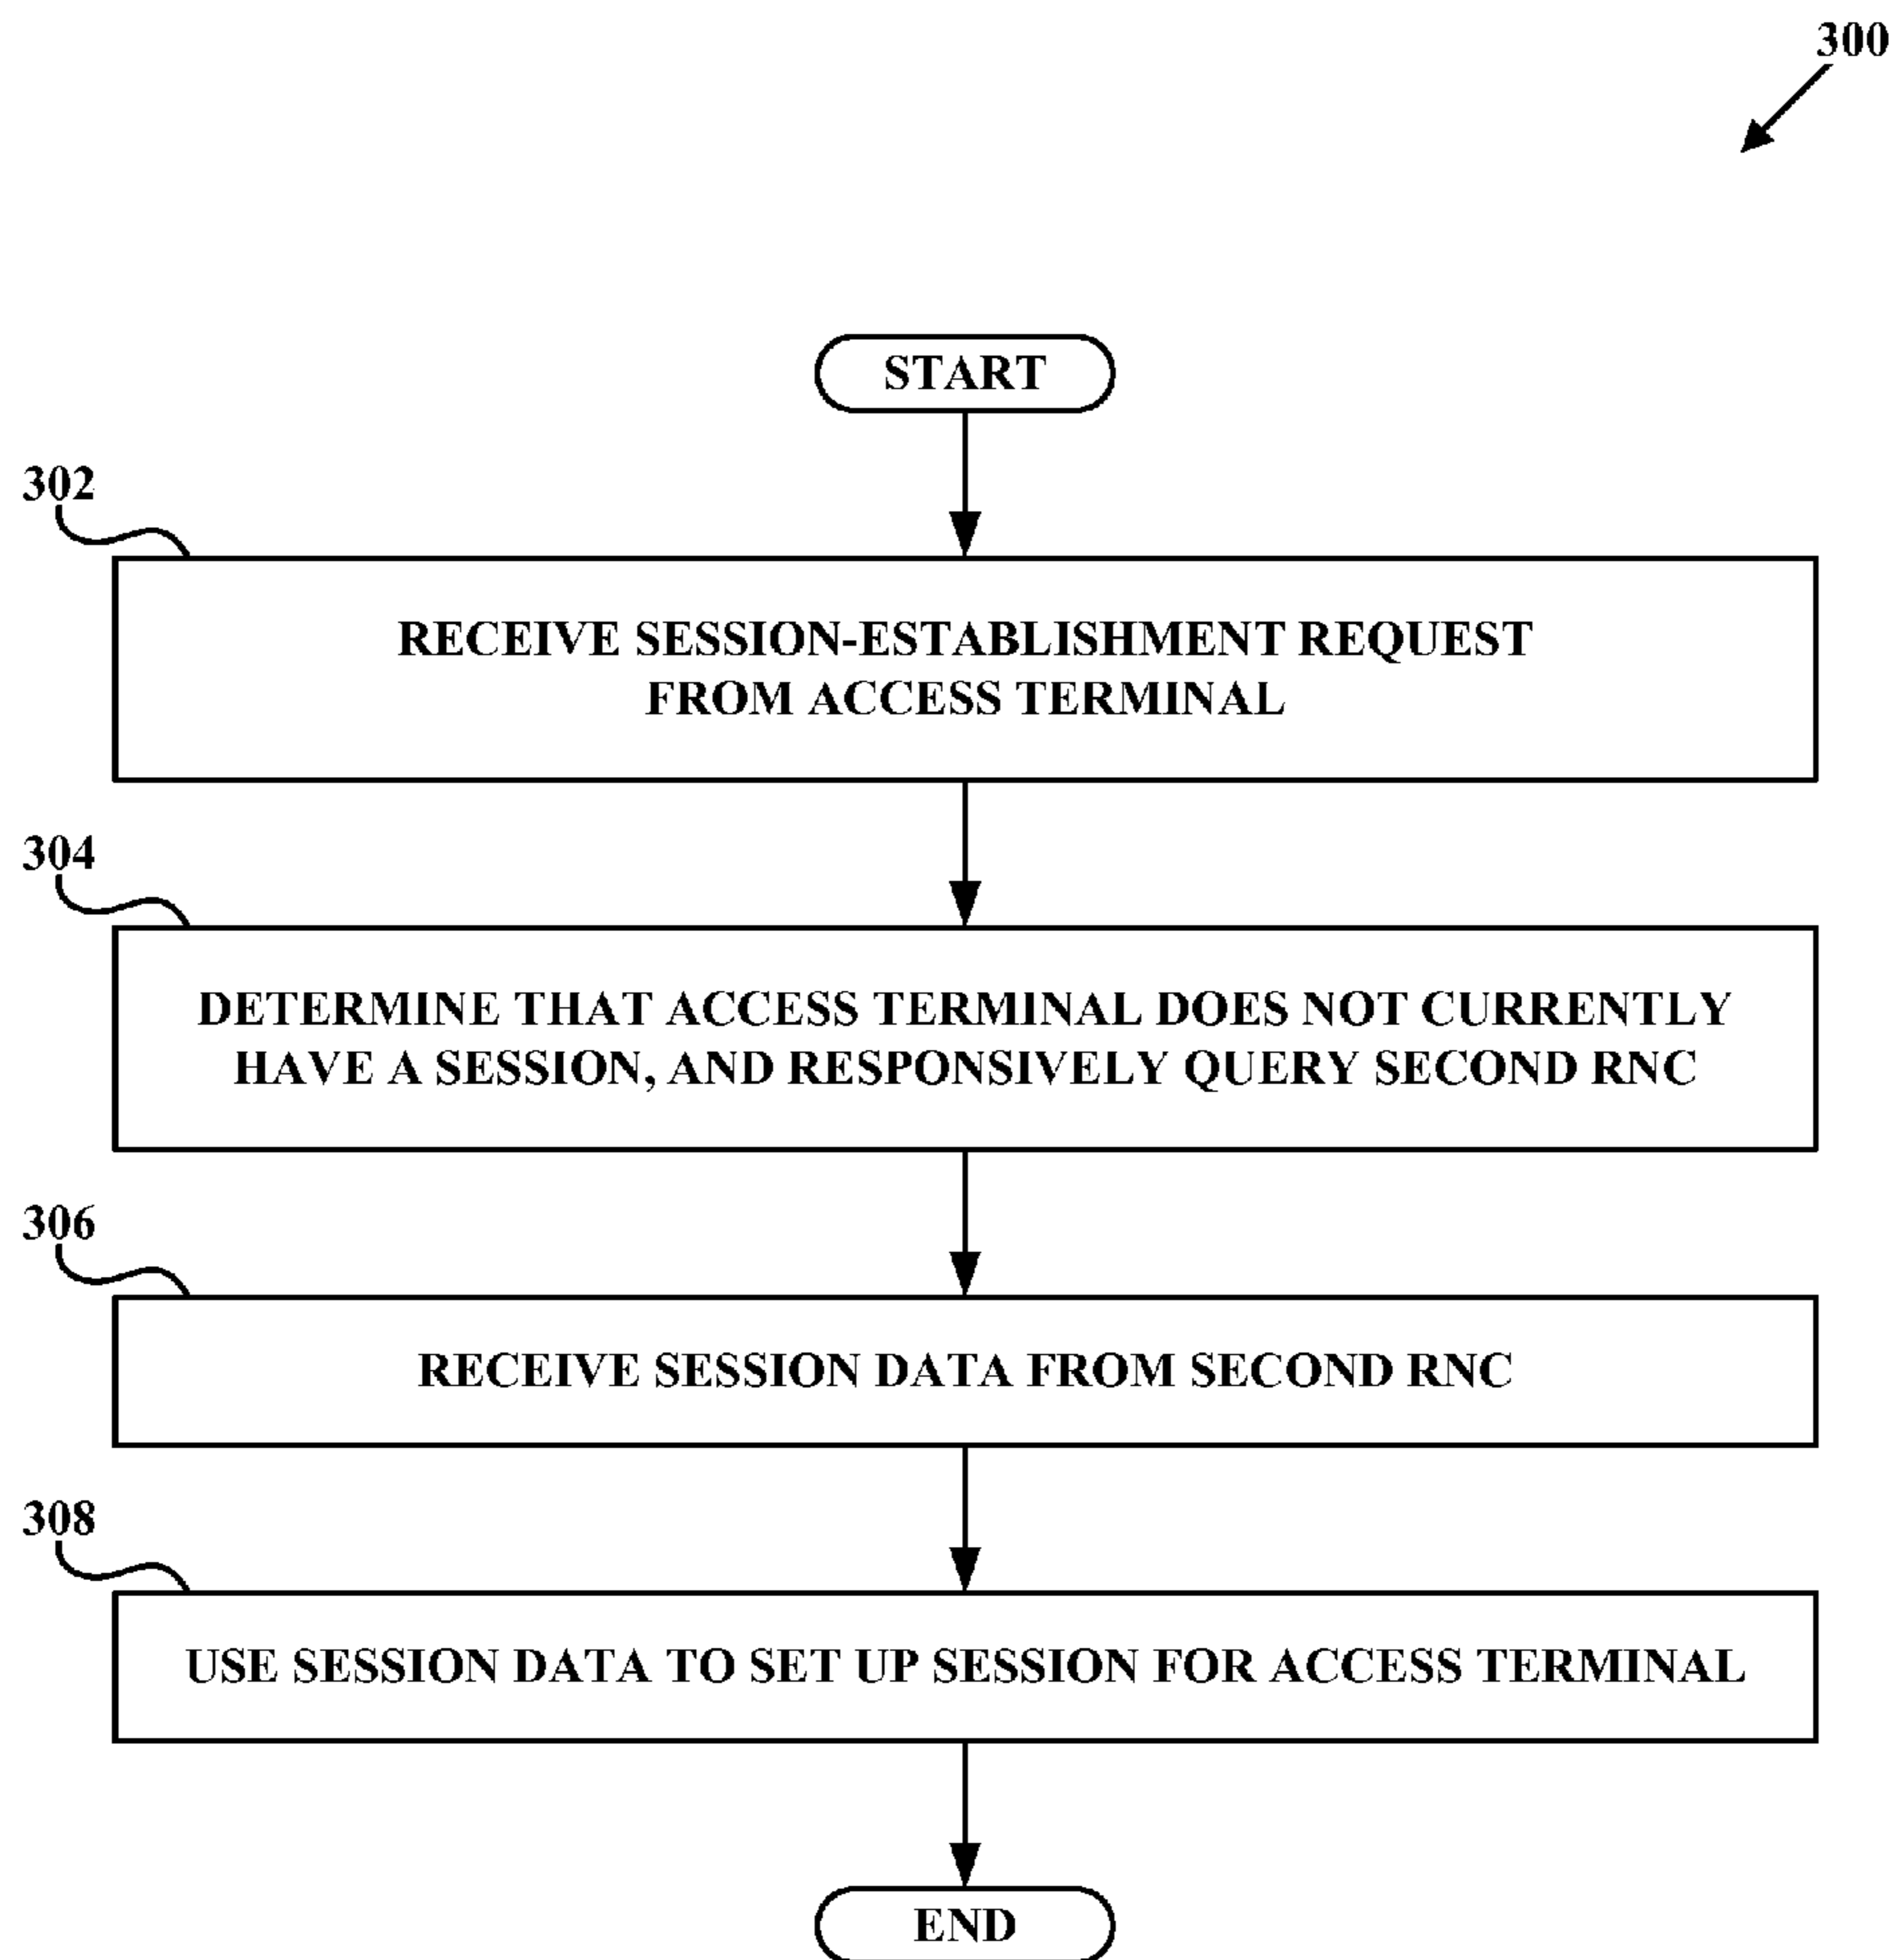 300
START
302
RECEIVE SESSION-ESTABLISHMENT REQUEST
FROM ACCESS TERMINAL
304
DETERMINE THAT ACCESS TERMINAL DOES NOT CURRENTLY
HAVE A SESSION, AND RESPONSIVELY QUERY SECOND RNC
306
RECEIVE SESSION DATA FROM SECOND RNC
308
USE SESSION DATA TO SET UP SESSION FOR ACCESS TERMINAL
END